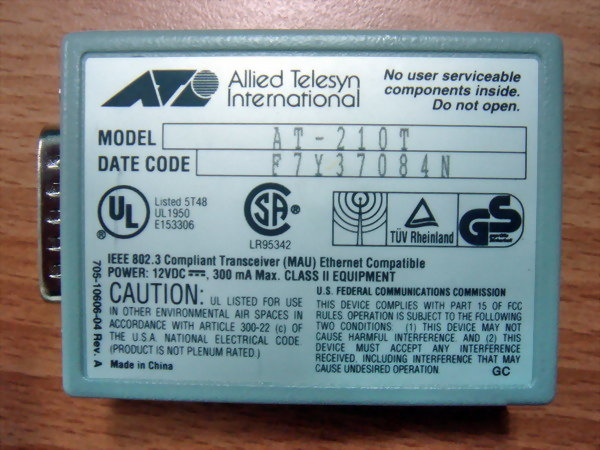 Allied Telesyn
International
No user serviceable
components inside.
Do not open.
MODEL AT-210T
DATE CODE F7Y37084N
UL
®
Listed 5T48
UL1950
E153306
SA ®
LR95342
TÜV Rheinland
GS
IEEE 802.3 Compliant Transceiver (MAU) Ethernet Compatible
POWER: 12VDC ⎓, 300 mA Max. CLASS II EQUIPMENT
CAUTION: UL LISTED FOR USE
IN OTHER ENVIRONMENTAL AIR SPACES IN
ACCORDANCE WITH ARTICLE 300-22 (c) OF
THE U.S.A. NATIONAL ELECTRICAL CODE
(PRODUCT IS NOT PLENUM RATED.)
Made in China
U.S. FEDERAL COMMUNICATIONS COMMISSION
THIS DEVICE COMPLIES WITH PART 15 OF FCC
RULES OPERATION IS SUBJECT TO THE FOLLOWING
TWO CONDITIONS: (1) THIS DEVICE MAY NOT
CAUSE HARMFUL INTERFERENCE. AND (2) THIS
DEVICE MUST ACCEPT ANY INTERFERENCE
RECEIVED, INCLUDING INTERFERENCE THAT MAY
CAUSE UNDESIRED OPERATION.
GC
705-10606-04 Rev. A